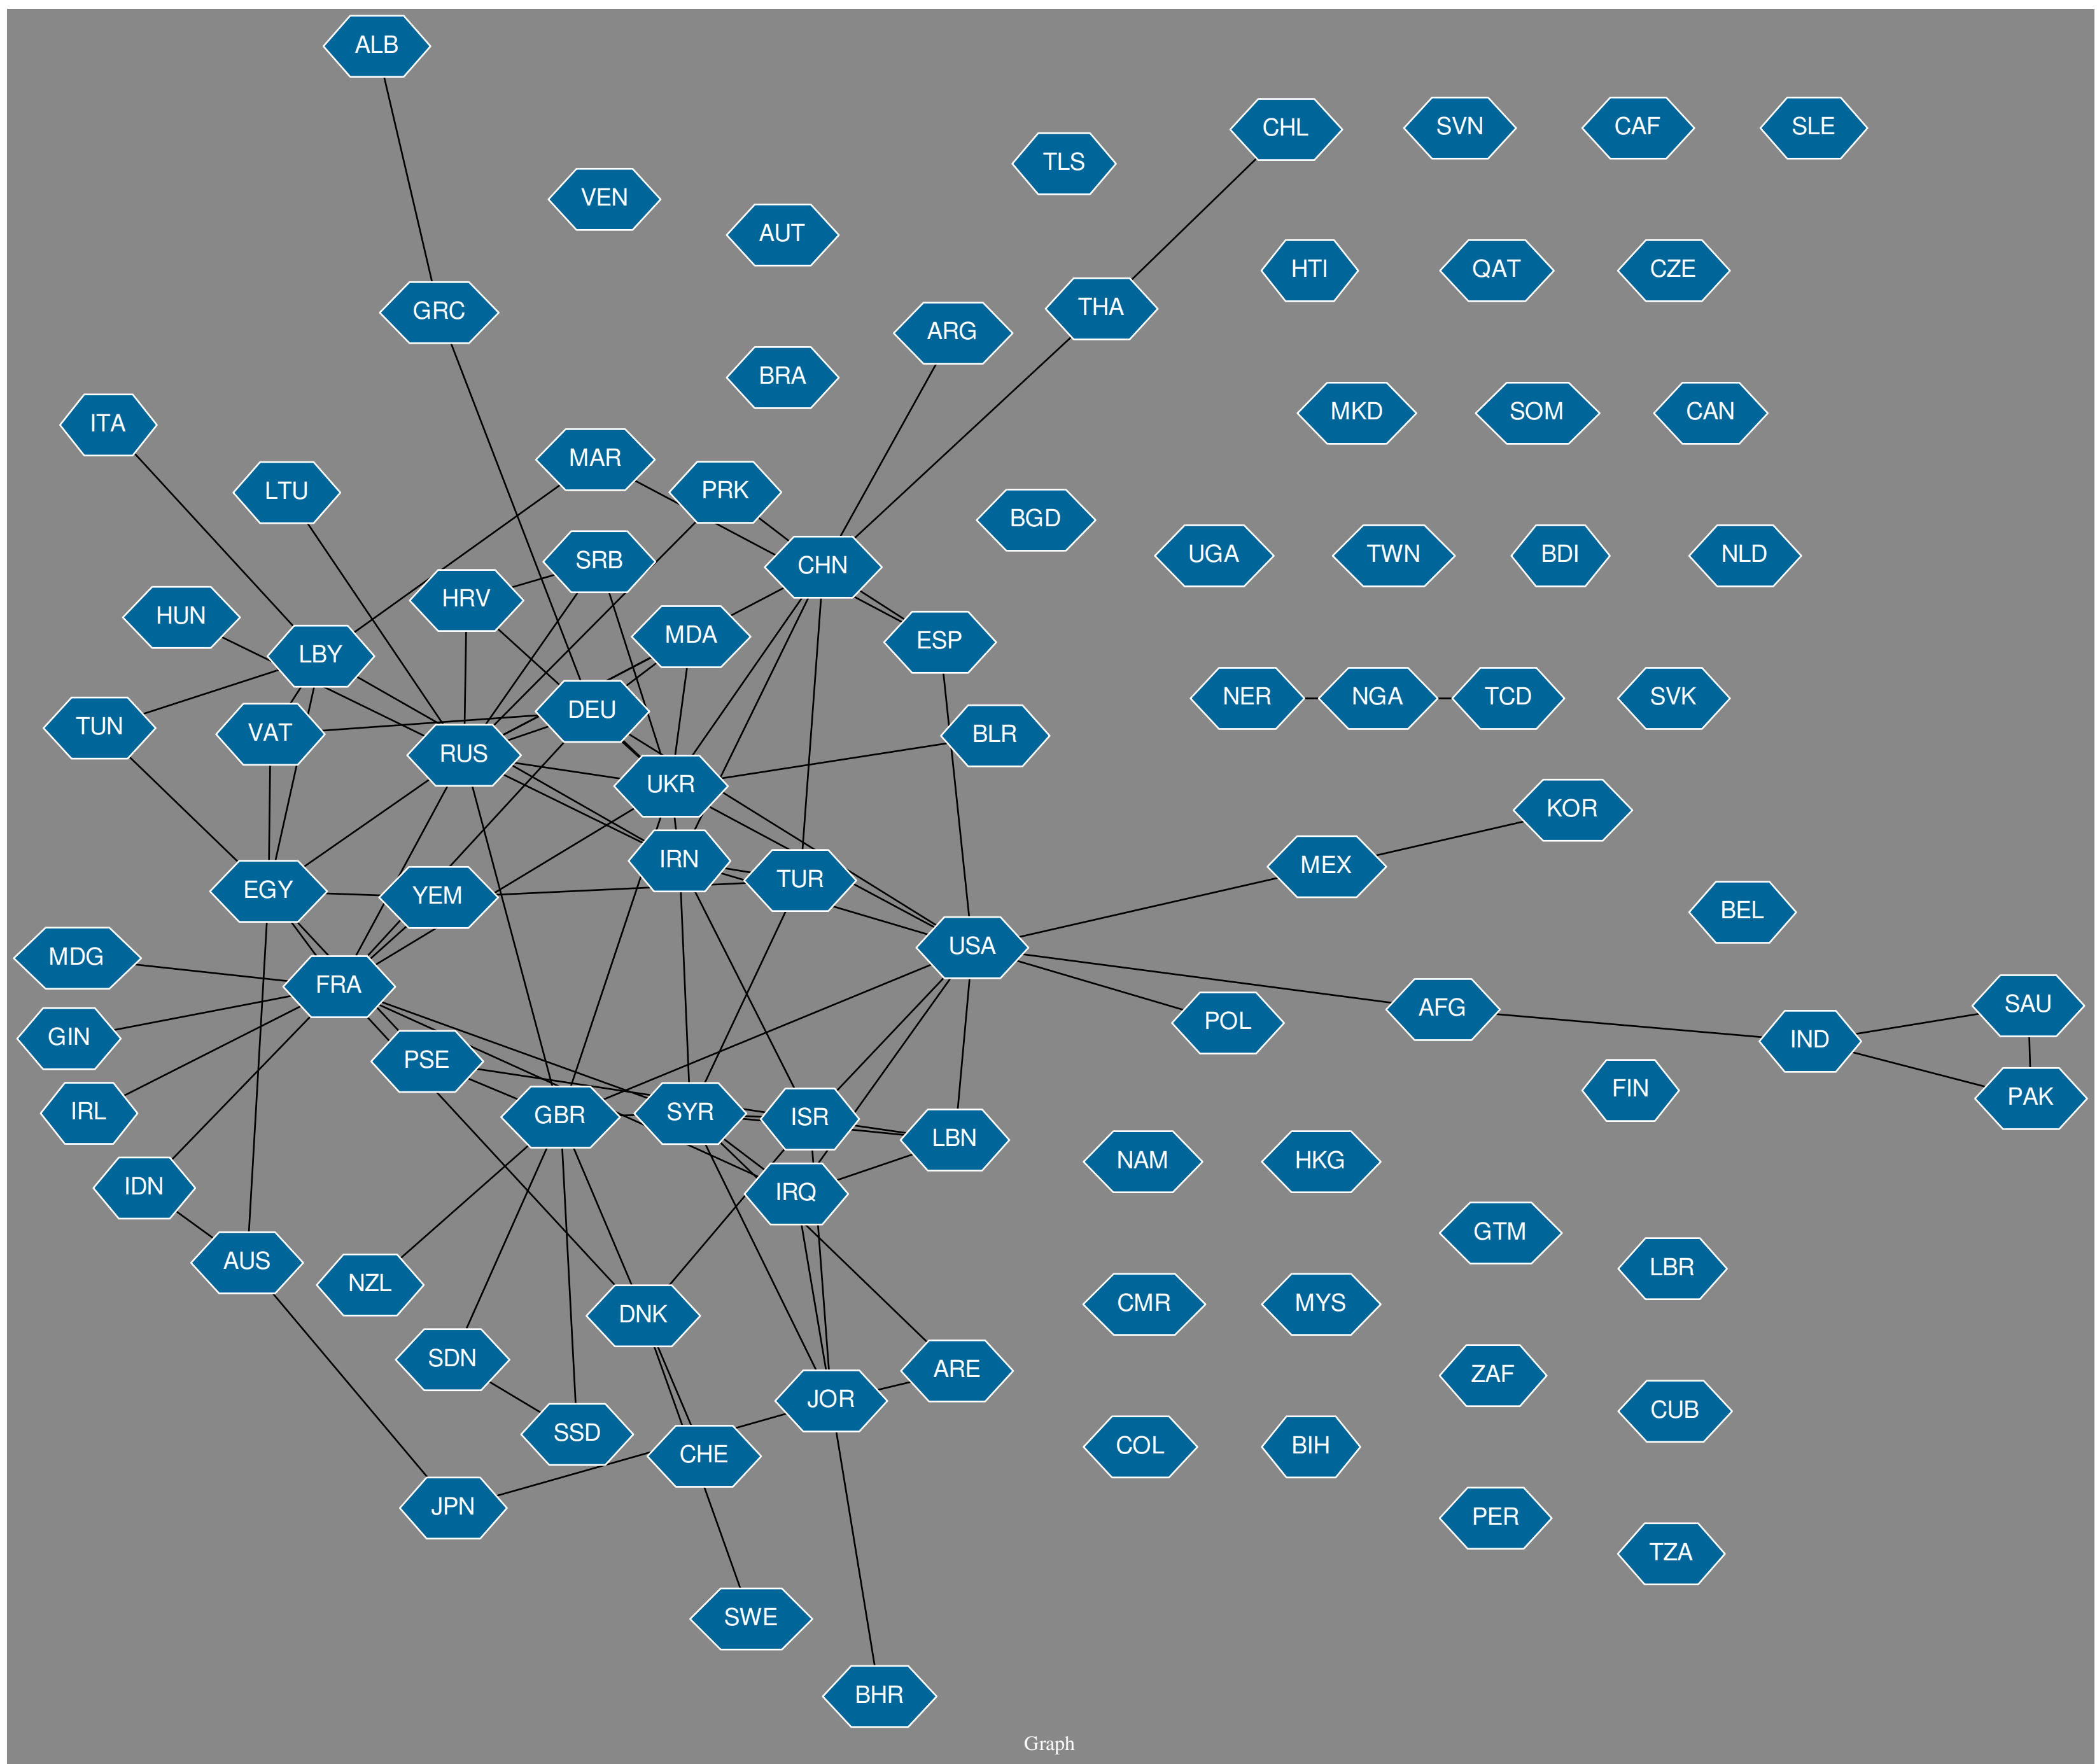 ALB
CHL
SVN
CAF
SLE
TLS
VEN
AUT
HTI
QAT
CZE
GRC
THA
ARG
BRA
MKD
SOM
CAN
ITA
MAR
LTU
PRK
BGD
SRB
CHN
UGA
TWN
BDI
NLD
HRV
HUN
MDA
ESP
LBY
NER
NGA
TCD
SVK
DEU
TUN
VAT
BLR
RUS
UKR
KOR
IRN
MEX
TUR
EGY
YEM
BEL
USA
MDG
FRA
POL
AFG
SAU
GIN
IND
PSE
FIN
PAK
IRL
GBR
SYR
ISR
LBN
NAM
HKG
IDN
IRQ
GTM
AUS
LBR
NZL
CMR
MYS
DNK
SDN
ARE
ZAF
JOR
CUB
SSD
COL
BIH
CHE
JPN
PER
TZA
SWE
BHR
Graph